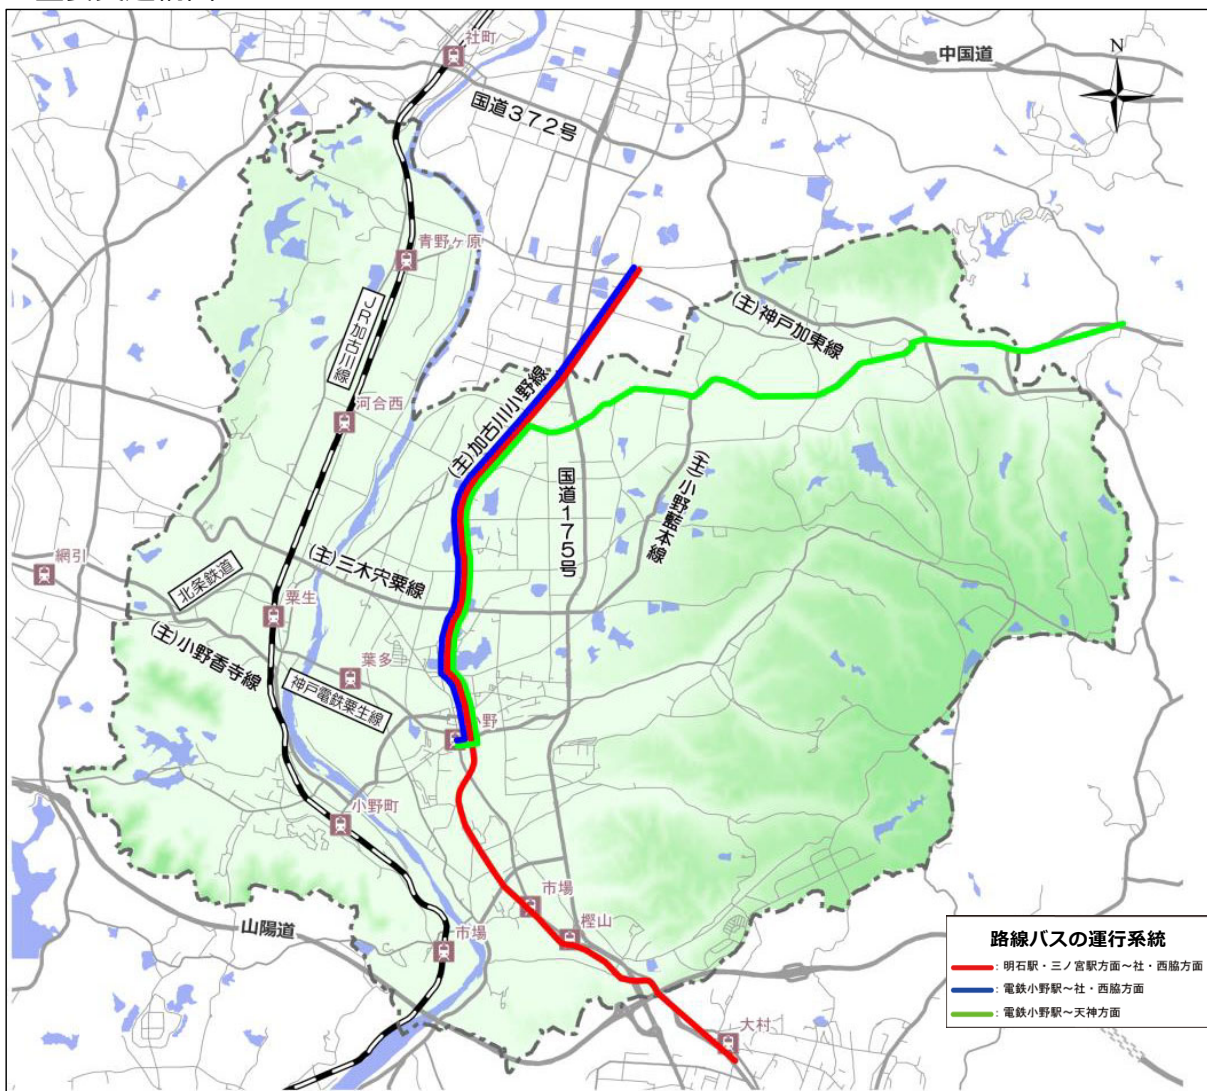 社町
中国道
N
国道372号
青野ヶ原
JR加古川線
(主)神戸加東線
河合西
(主)加古川小野線
国道175号
(主)小野藍本線
網引
北条鉄道
(主)三木宍粟線
粟生
(主)小野香寺線
葉多
神戸電鉄粟生線
小野
小野町
市場
樫山
山陽道
市場
大村
路線バスの運行系統
: 明石駅・三ノ宮駅方面~社・西脇方面
: 電鉄小野駅~社・西脇方面
: 電鉄小野駅~天神方面